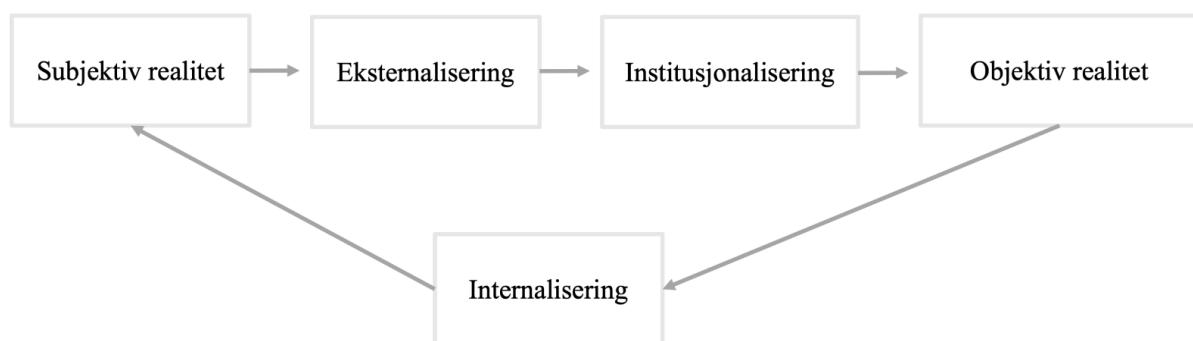 Subjektiv realitet
Eksternalisering
Institusjonalisering
Objektiv realitet
Internalisering